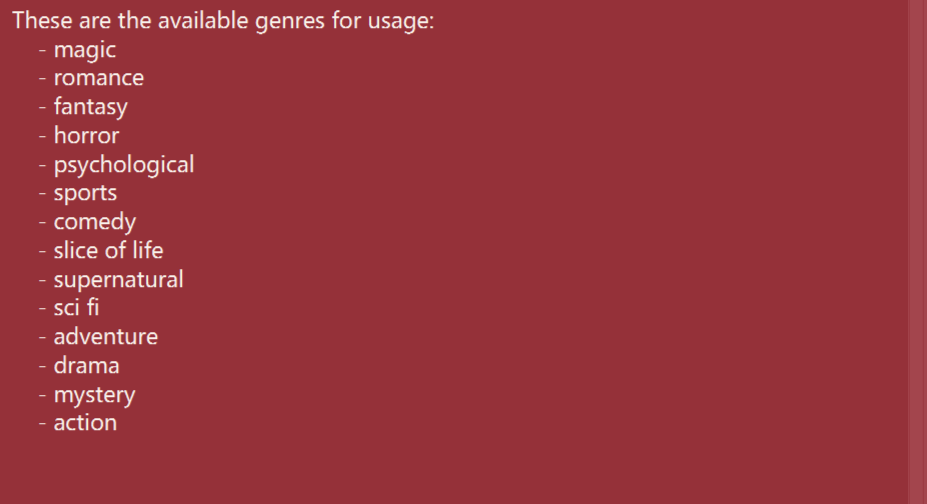 These are the available genres for usage:
- magic
- romance
- fantasy
- horror
- psychological
- sports
- comedy
- slice of life
- supernatural
- sci fi
- adventure
- drama
- mystery
- action